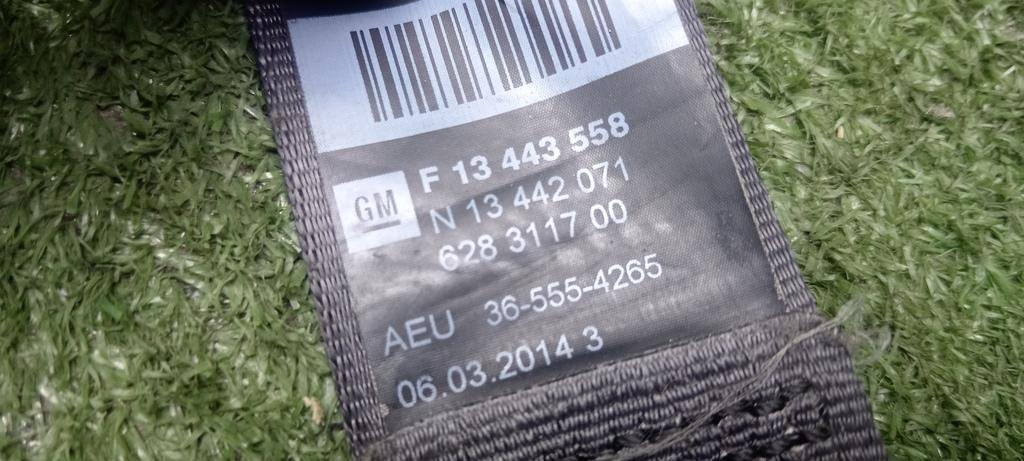 F 13 443 558
GM
N 13 442 071
628 3117 00
AEU 36-555-4265
06.03.2014 3